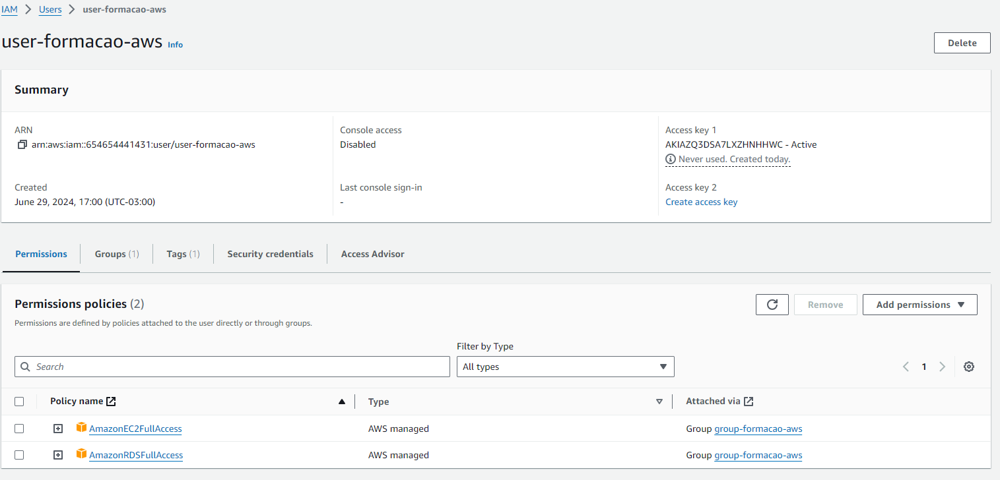 IAM > Users > user-formacao-aws
user-formacao-aws Info
Delete
Summary
ARN
arn:aws:iam::654654441431:user/user-formacao-aws
Console access
Disabled
Access key 1
AKIAZQ3DSA7LXZHNHHWC - Active
Never used. Created today.
Created
June 29, 2024, 17:00 (UTC-03:00)
Last console sign-in
-
Access key 2
Create access key
Permissions
Groups (1)
Tags (1)
Security credentials
Access Advisor
Permissions policies (2)
Permissions are defined by policies attached to the user directly or through groups.
Remove
Add permissions
Filter by Type
Search
All types
1
Policy name
Type
Attached via
AmazonEC2FullAccess
AWS managed
Group group-formacao-aws
AmazonRDSFullAccess
AWS managed
Group group-formacao-aws